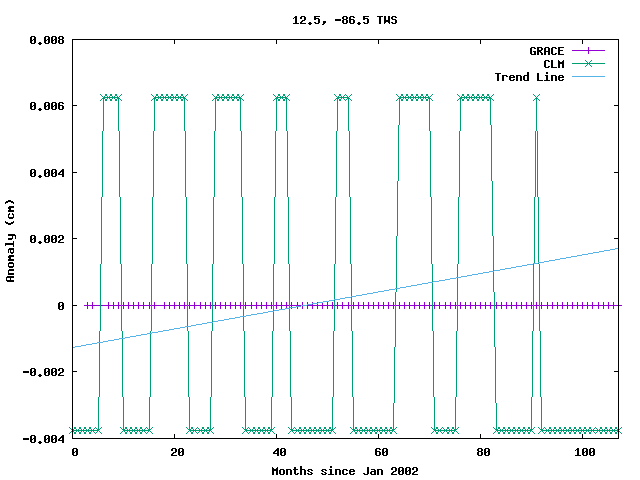 12.5, -86.5 TWS
GRACE
CLM
Trend Line
0.008
0.006
0.004
0.002
0
-0.002
-0.004
Anomaly (cm)
0 20 40 60 80 100
Months since Jan 2002